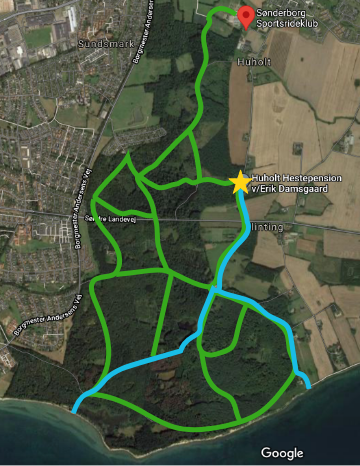 Sønderborg
Sportsrideklub
Sundsmark
Borgmester Andersens Vej
Huholt
Huholt Hestepension
v/Erik Damsgaard
Borgmester Andersens Vej
Søndre Landevej
linting
Borgmester Andersens Vej
Google